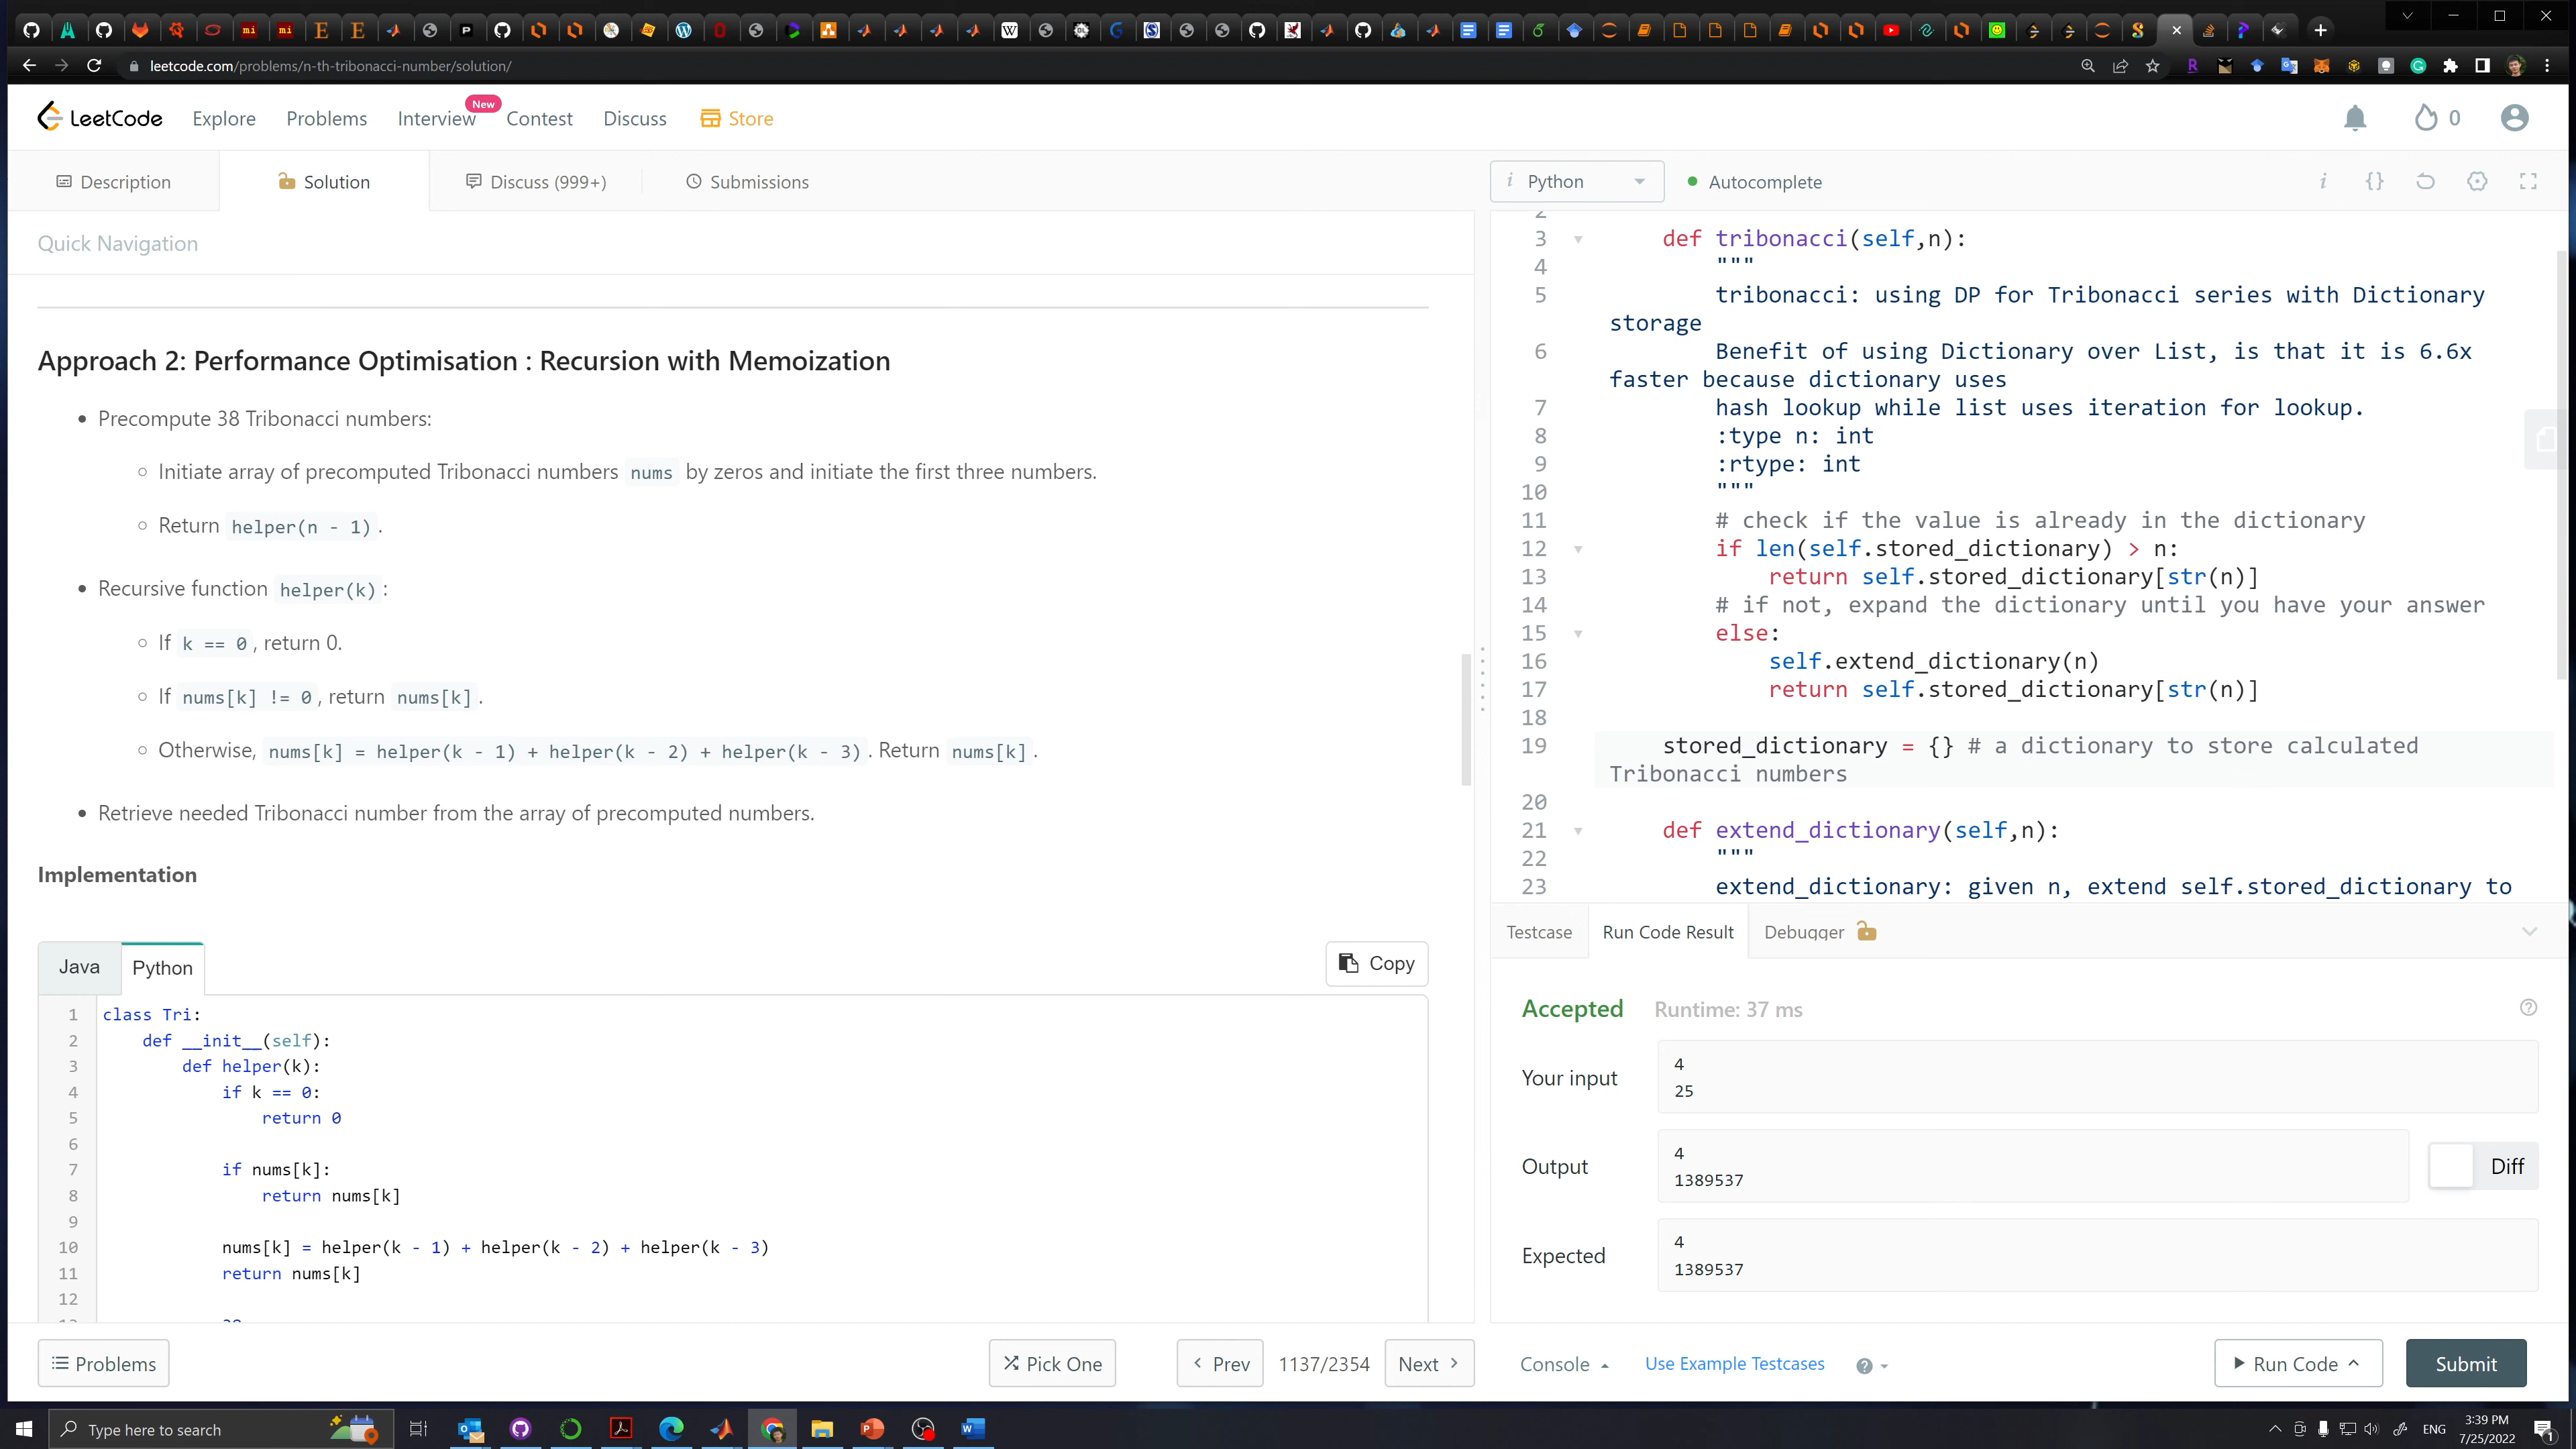 leetcode.com/problems/n-th-tribonacci-number/solution/
LeetCode
Explore
Problems
Interview
New
Contest
Discuss
Store
0
Description
Solution
Discuss (999+)
Submissions
Quick Navigation
Approach 2: Performance Optimisation : Recursion with Memoization
• Precompute 38 Tribonacci numbers:
○ Initiate array of precomputed Tribonacci numbers nums by zeros and initiate the first three numbers.
○ Return helper(n - 1).
• Recursive function helper(k):
○ If k == 0, return 0.
○ If nums[k] != 0, return nums[k].
○ Otherwise, nums[k] = helper(k - 1) + helper(k - 2) + helper(k - 3). Return nums[k].
• Retrieve needed Tribonacci number from the array of precomputed numbers.
Implementation
Java
Python
Copy
1 class Tri:
2     def __init__(self):
3         def helper(k):
4             if k == 0:
5                 return 0
6
7             if nums[k]:
8                 return nums[k]
9
10             nums[k] = helper(k - 1) + helper(k - 2) + helper(k - 3)
11             return nums[k]
12
Problems
Pick One
Prev
1137/2354
Next
Python
Autocomplete
2
3     def tribonacci(self,n):
4         """
5         tribonacci: using DP for Tribonacci series with Dictionary
storage
6         Benefit of using Dictionary over List, is that it is 6.6x
faster because dictionary uses
7         hash lookup while list uses iteration for lookup.
8         :type n: int
9         :rtype: int
10         """
11         # check if the value is already in the dictionary
12         if len(self.stored_dictionary) > n:
13             return self.stored_dictionary[str(n)]
14         # if not, expand the dictionary until you have your answer
15         else:
16             self.extend_dictionary(n)
17             return self.stored_dictionary[str(n)]
18
19     stored_dictionary = {} # a dictionary to store calculated
Tribonacci numbers
20
21     def extend_dictionary(self,n):
22         """
23         extend_dictionary: given n, extend self.stored_dictionary to
Testcase
Run Code Result
Debugger
Accepted
Runtime: 37 ms
Your input
4
25
Output
4
1389537
Diff
Expected
4
1389537
Console
Use Example Testcases
Run Code
Submit
Type here to search
ENG
3:39 PM
7/25/2022
1